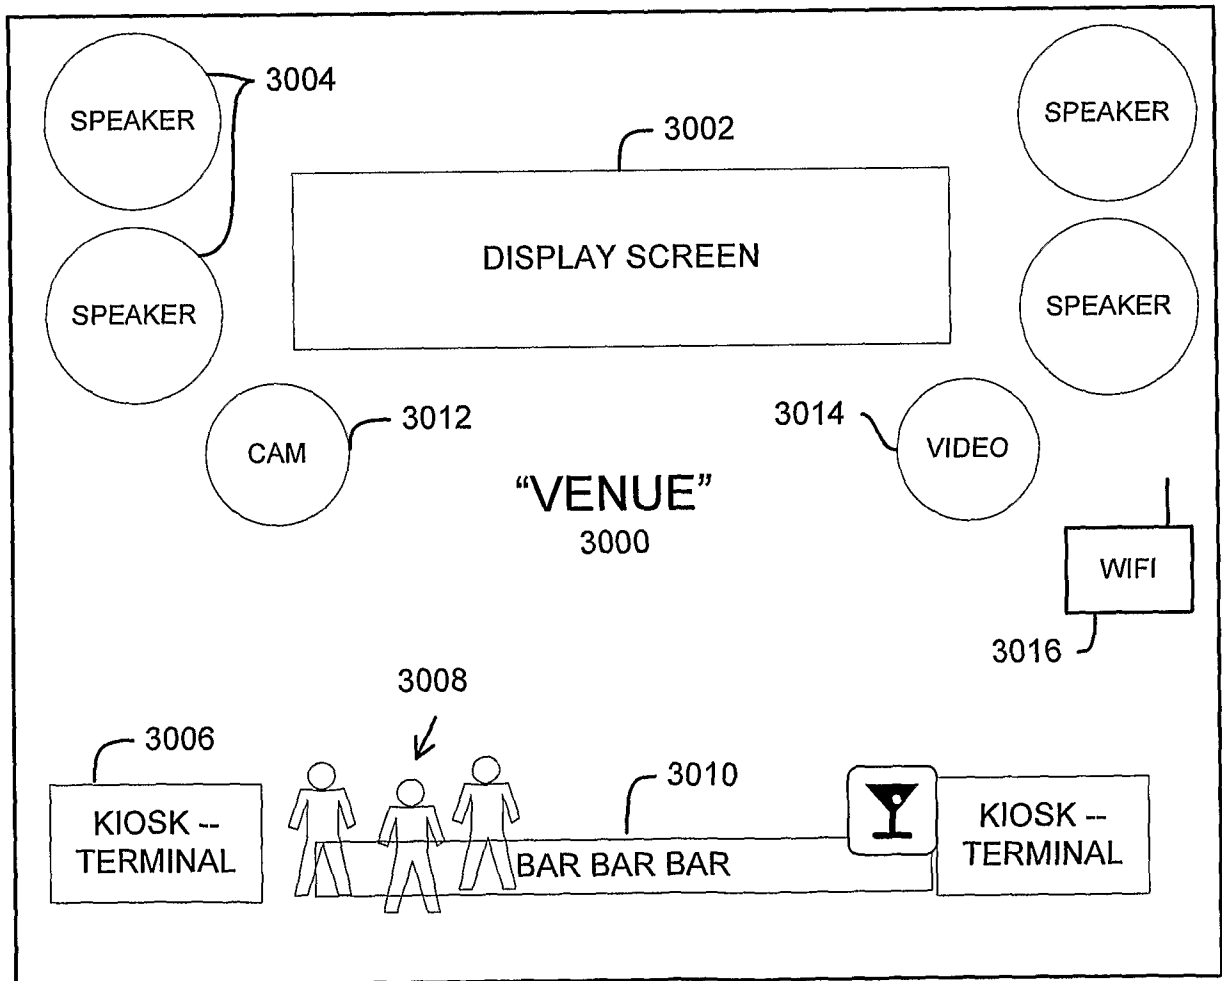 3004
SPEAKER
SPEAKER
3002
DISPLAY SCREEN
SPEAKER
SPEAKER
3012
CAM
3014
VIDEO
“VENUE”
3000
WIFI
3016
3008
3006
KIOSK --
TERMINAL
3010
BAR BAR BAR
KIOSK --
TERMINAL